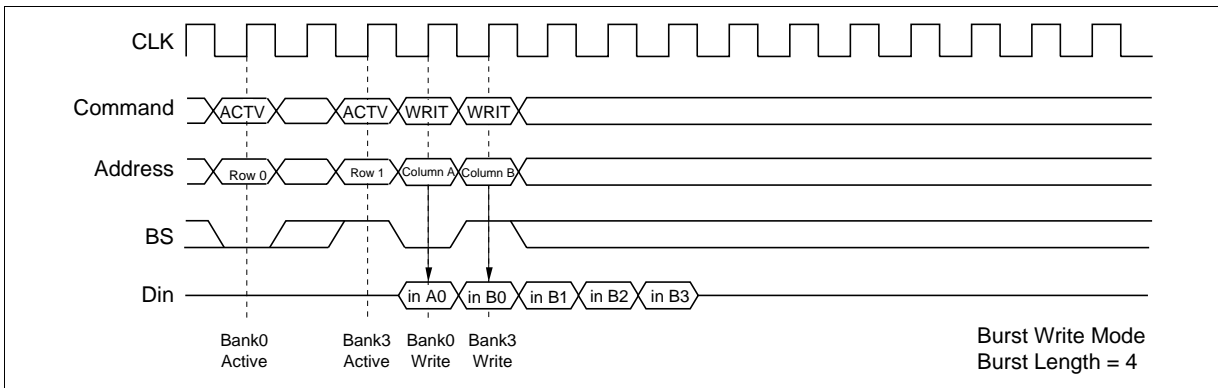 CLK
Command ACTV ACTV WRIT WRIT
Address Row 0 Row 1 Column A Column B
BS
Din in A0 in B0 in B1 in B2 in B3
Bank0 Bank3 Bank0 Bank3
Active Active Write Write
Burst Write Mode
Burst Length = 4